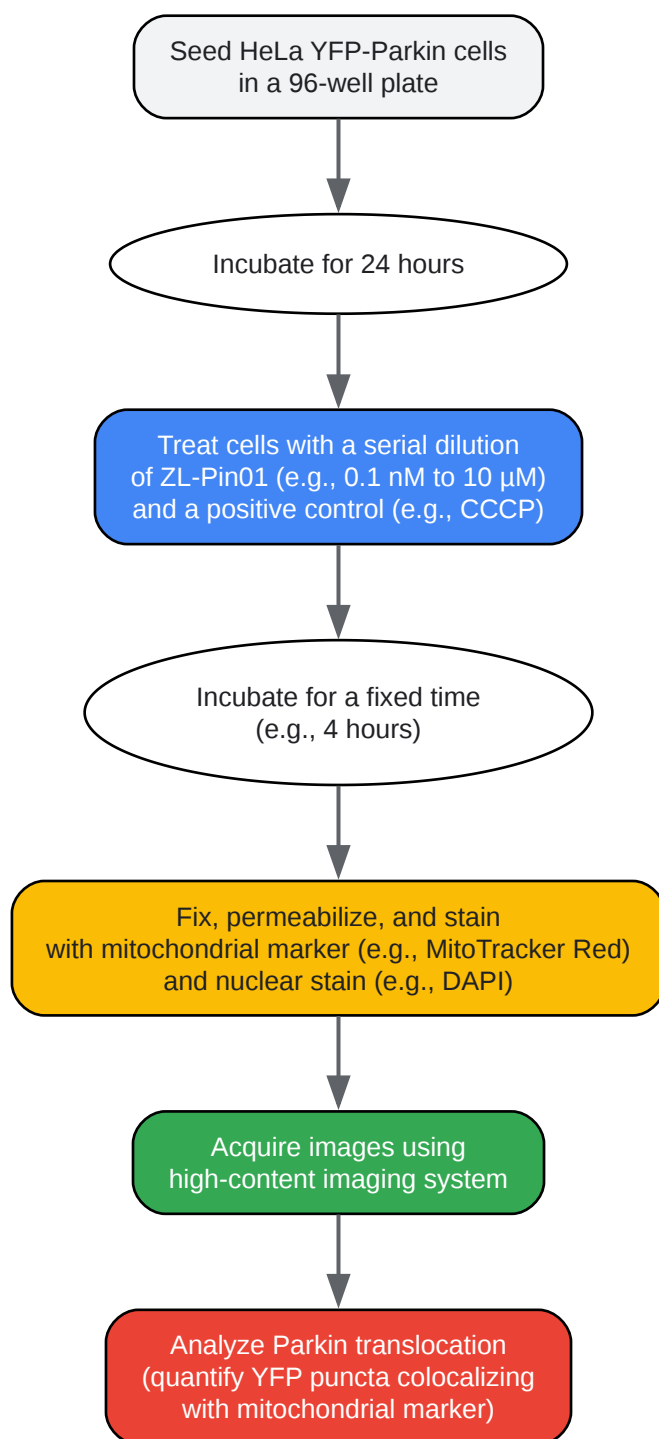 Seed HeLa YFP-Parkin cells
in a 96-well plate
Incubate for 24 hours
Treat cells with a serial dilution
of ZL-Pin01 (e.g., 0.1 nM to 10 µM)
and a positive control (e.g., CCCP)
Incubate for a fixed time
(e.g., 4 hours)
Fix, permeabilize, and stain
with mitochondrial marker (e.g., MitoTracker Red)
and nuclear stain (e.g., DAPI)
Acquire images using
high-content imaging system
Analyze Parkin translocation
(quantify YFP puncta colocalizing
with mitochondrial marker)